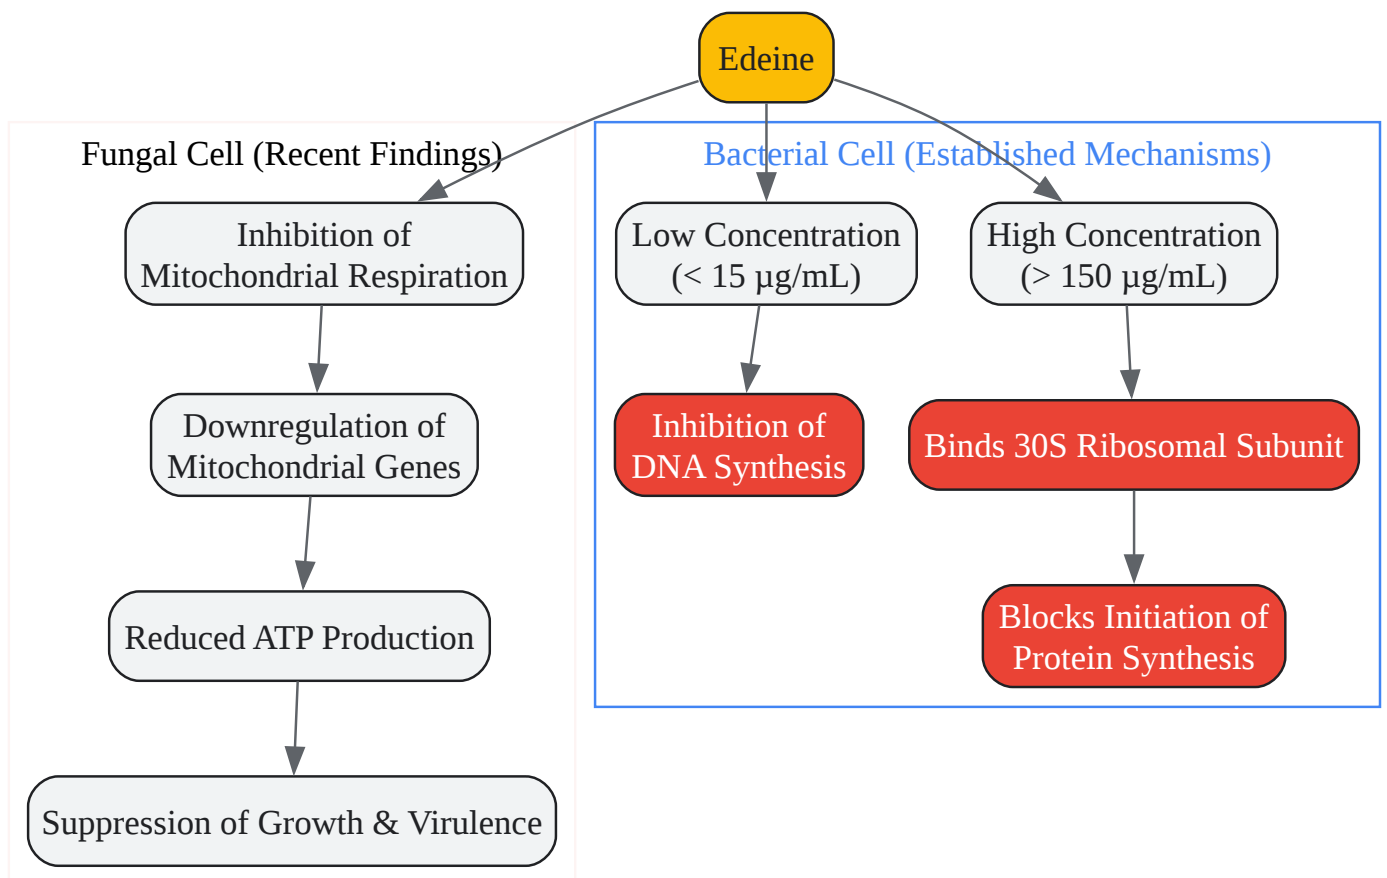 Edeine
Fungal Cell (Recent Findings)
Bacterial Cell (Established Mechanisms)
Inhibition of
Mitochondrial Respiration
Low Concentration
(< 15 µg/mL)
High Concentration
(> 150 µg/mL)
Downregulation of
Mitochondrial Genes
Inhibition of
DNA Synthesis
Binds 30S Ribosomal Subunit
Reduced ATP Production
Blocks Initiation of
Protein Synthesis
Suppression of Growth & Virulence